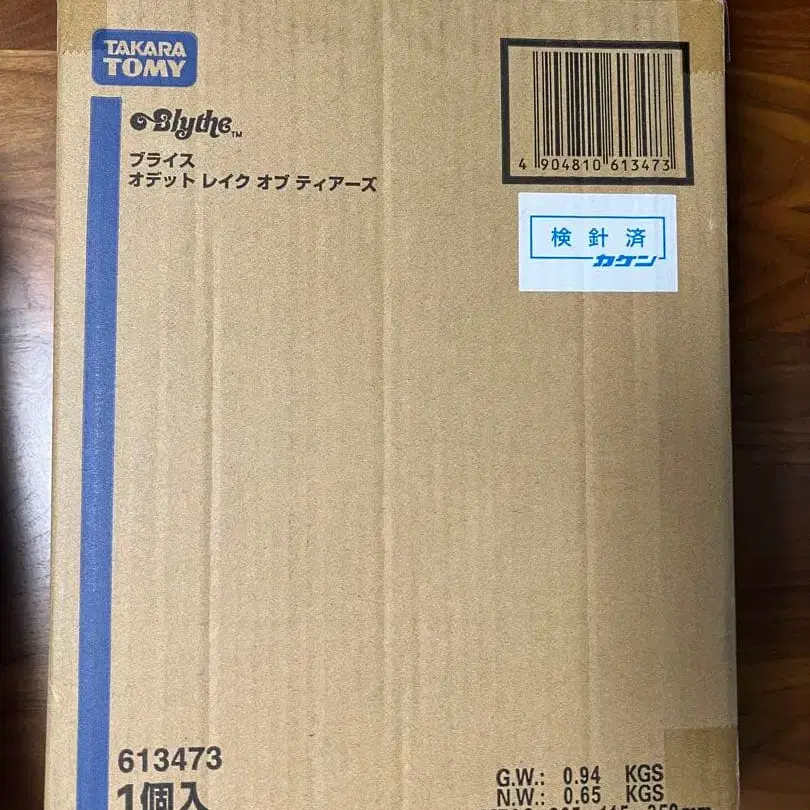 TAKARA
TOMY
Blythe™
ブライス
オデット レイク オブ ティアーズ
4 904810 613473
検針済
カケン
613473
1個入
G.W.: 0.94 KGS
N.W.: 0.65 KGS